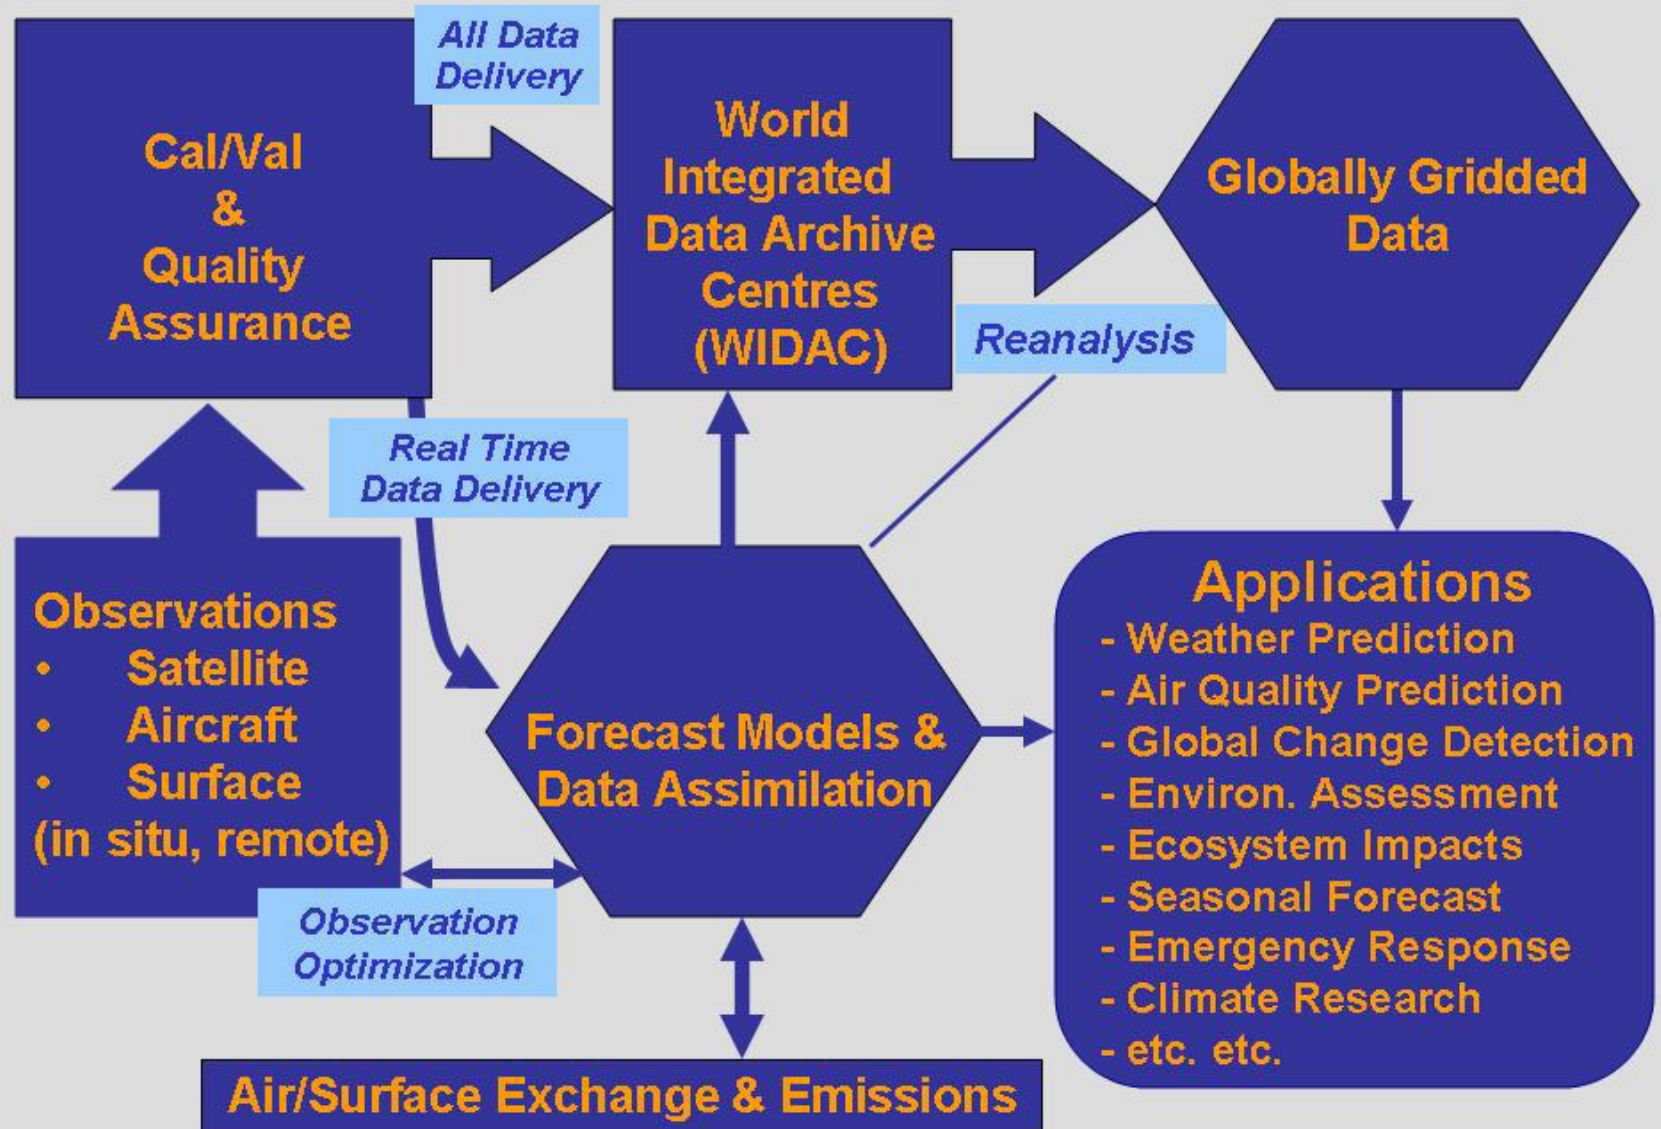 All Data
Delivery
Cal/Val
&
Quality
Assurance
World
Integrated
Data Archive
Centres
(WIDAC)
Globally Gridded
Data
Reanalysis
Real Time
Data Delivery
Observations
• Satellite
• Aircraft
• Surface
(in situ, remote)
Forecast Models &
Data Assimilation
Observation
Optimization
Applications
- Weather Prediction
- Air Quality Prediction
- Global Change Detection
- Environ. Assessment
- Ecosystem Impacts
- Seasonal Forecast
- Emergency Response
- Climate Research
- etc. etc.
Air/Surface Exchange & Emissions